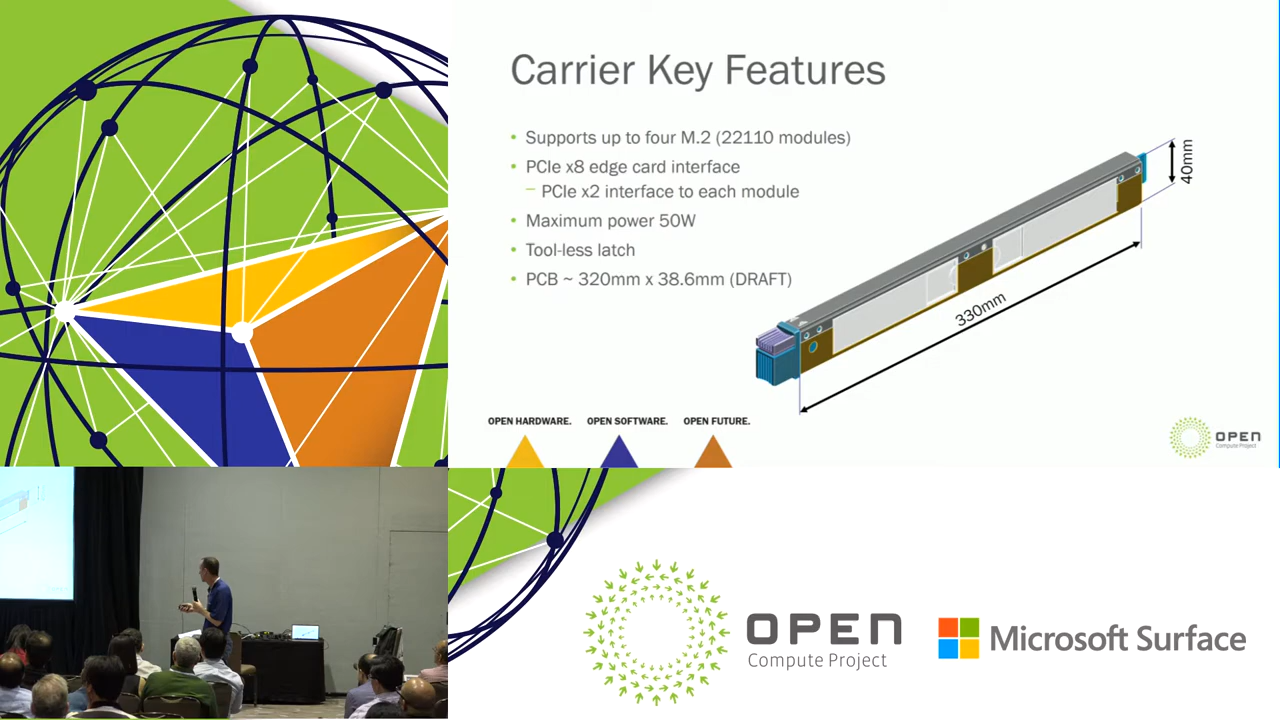 Carrier Key Features
• Supports up to four M.2 (22110 modules)
• PCIe x8 edge card interface
– PCIe x2 interface to each module
• Maximum power 50W
• Tool-less latch
• PCB ~ 320mm x 38.6mm (DRAFT)
40mm
330mm
OPEN HARDWARE. OPEN SOFTWARE. OPEN FUTURE.
OPEN
Compute Project
OPEN
Compute Project
Microsoft Surface